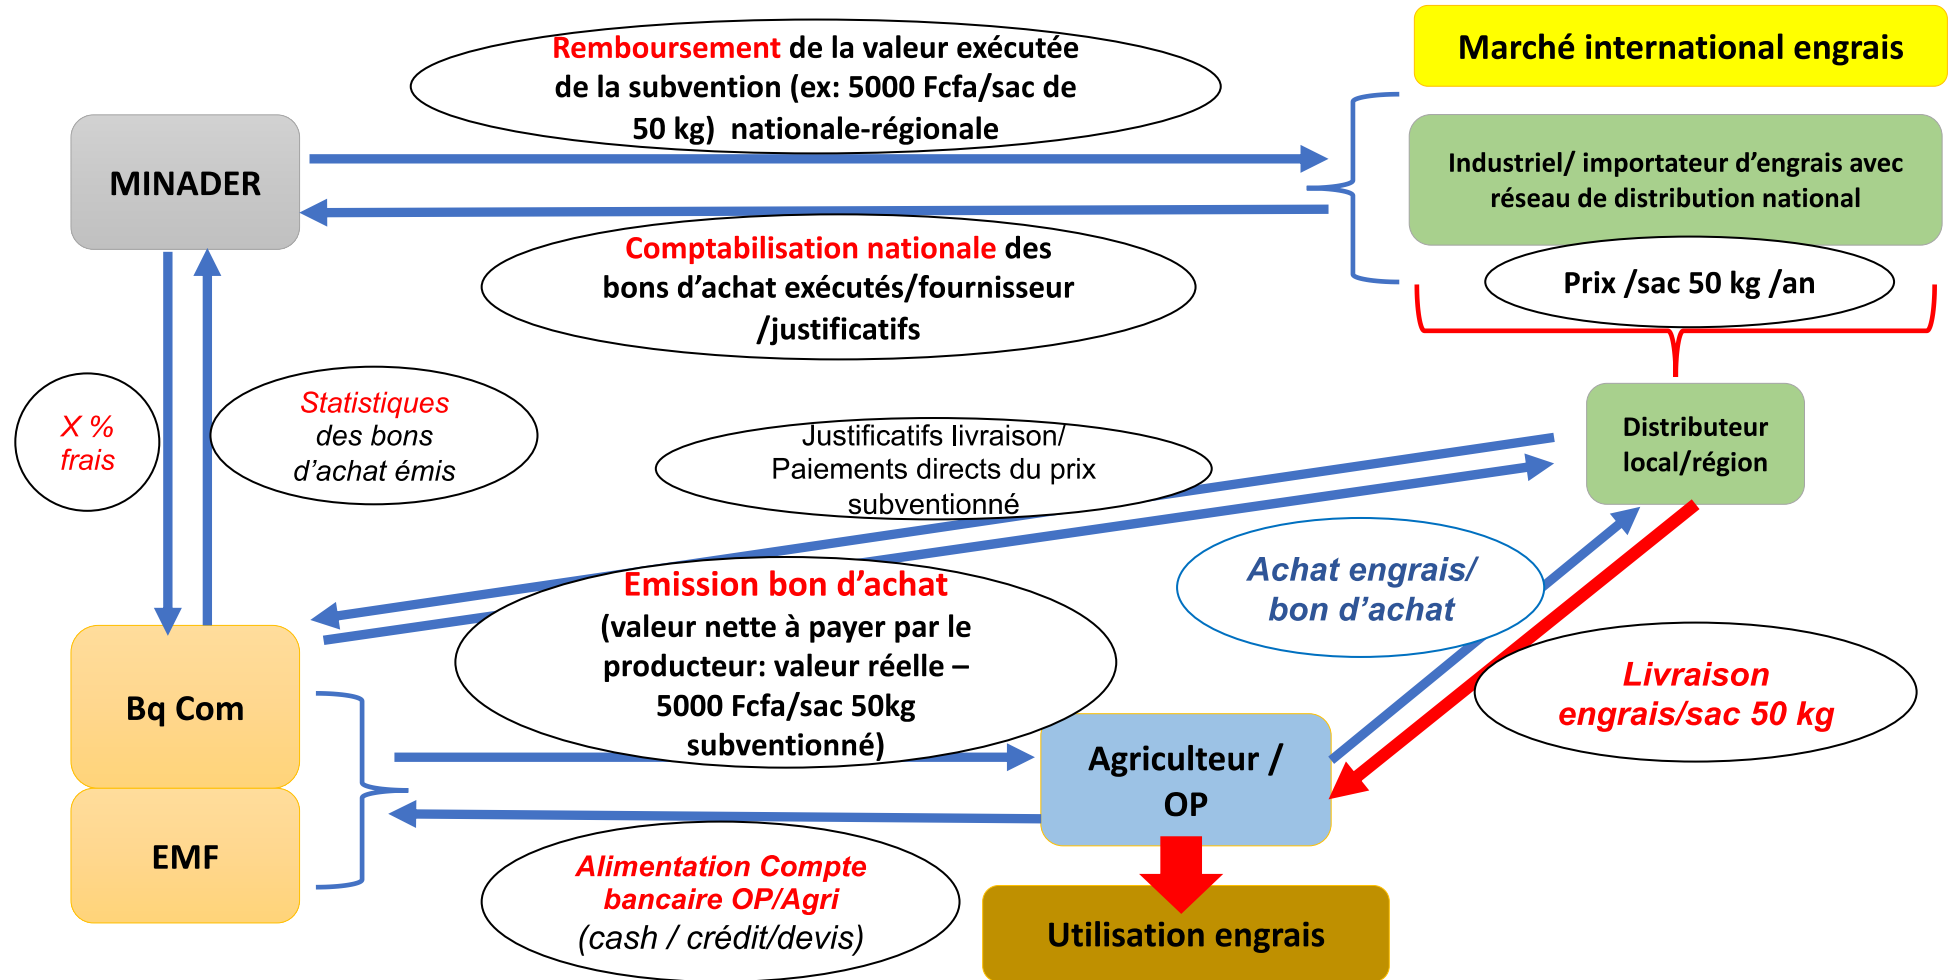 Remboursement de la valeur exécutée
de la subvention (ex: 5000 Fcfa/sac de
50 kg) nationale-régionale
Marché international engrais
MINADER
Industriel/ importateur d’engrais avec
réseau de distribution national
Comptabilisation nationale des
bons d’achat exécutés/fournisseur
/justificatifs
Prix /sac 50 kg /an
X %
frais
Statistiques
des bons
d’achat émis
Justificatifs livraison/
Paiements directs du prix
subventionné
Distributeur
local/région
Emission bon d’achat
(valeur nette à payer par le
producteur: valeur réelle –
5000 Fcfa/sac 50kg
subventionné)
Achat engrais/
bon d’achat
Livraison
engrais/sac 50 kg
Bq Com
EMF
Agriculteur /
OP
Alimentation Compte
bancaire OP/Agri
(cash / crédit/devis)
Utilisation engrais